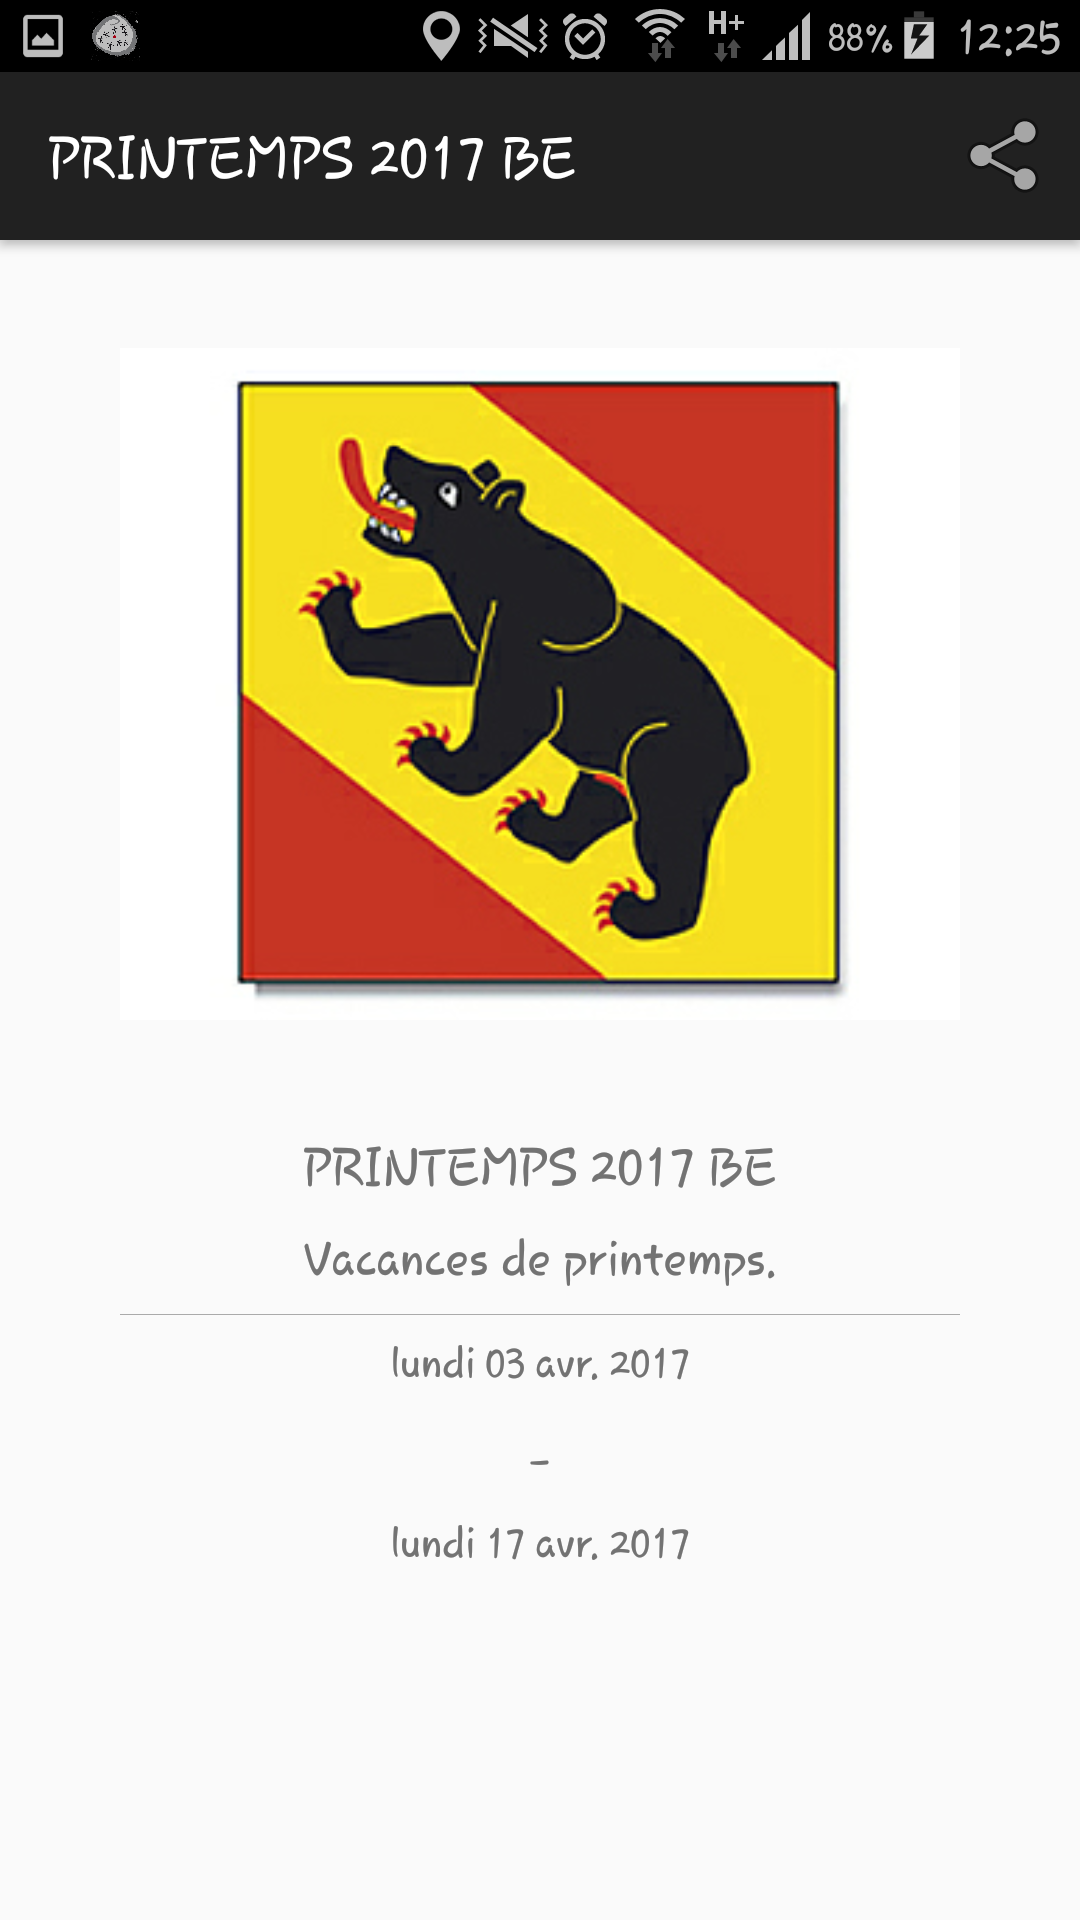 H+ 88% 12:25
PRINTEMPS 2017 BE
PRINTEMPS 2017 BE
Vacances de printemps.
lundi 03 avr. 2017
-
lundi 17 avr. 2017